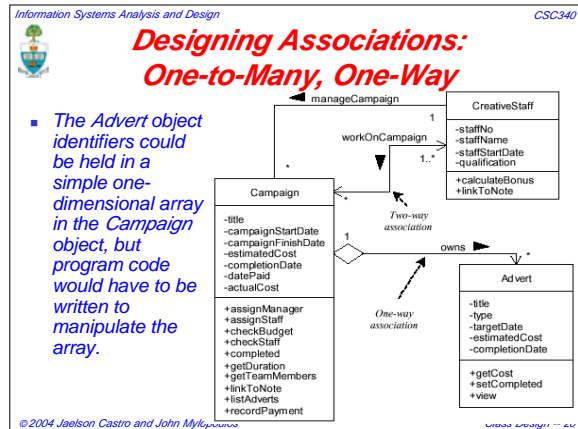 Information Systems Analysis and Design
CSC340
Designing Associations:
One-to-Many, One-Way
▪ The Advert object
identifiers could
be held in a
simple one-
dimensional array
in the Campaign
object, but
program code
would have to be
written to
manipulate the
array.
manageCampaign
CreativeStaff
1
-staffNo
-staffName
-staffStartDate
-qualification
+calculateBonus
+linkToNote
workOnCampaign
1..*
*
Campaign
*
-title
-campaignStartDate
-campaignFinishDate
-estimatedCost
-completionDate
-datePaid
-actualCost
+assignManager
+assignStaff
+checkBudget
+checkStaff
+completed
+getDuration
+getTeamMembers
+linkToNote
+listAdverts
+recordPayment
Two-way
association
1
owns
*
One-way
association
Advert
-title
-type
-targetDate
-estimatedCost
-completionDate
+getCost
+setCompleted
+view
©2004 Jaelson Castro and John Mylopoulos
Class Design -- 20